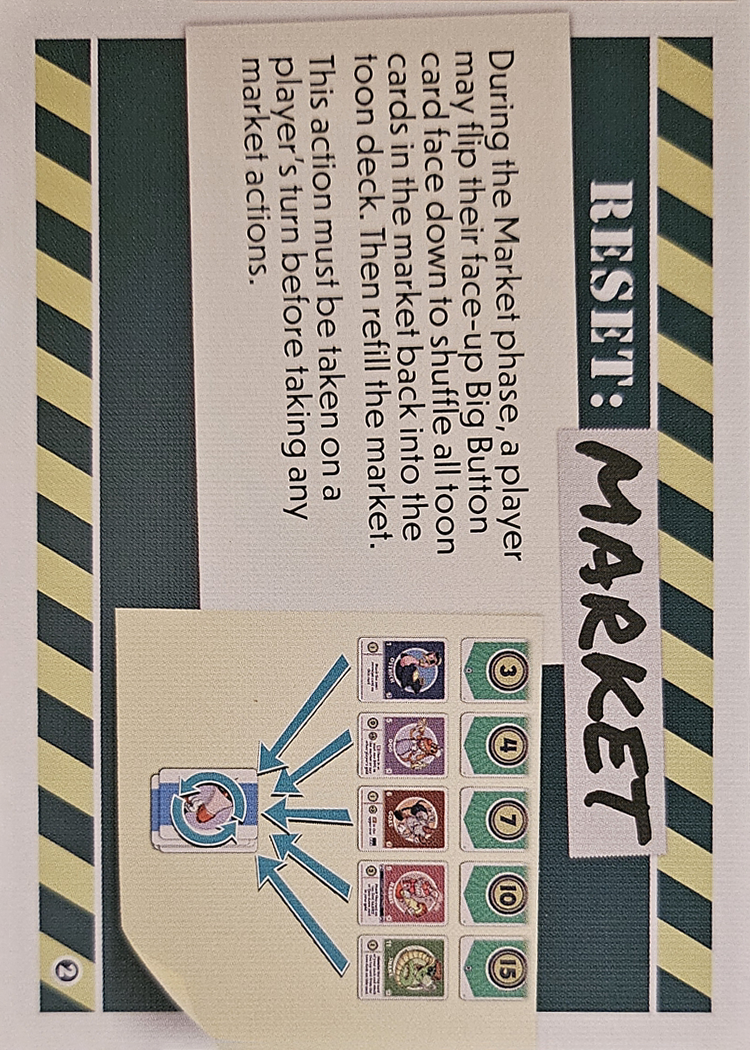 RESET: MARKET
During the Market phase, a player
may flip their face-up Big Button
card face down to shuffle all toon
cards in the market back into the
toon deck. Then refill the market.
This action must be taken on a
player's turn before taking any
market actions.
3 4 7 10 15
2